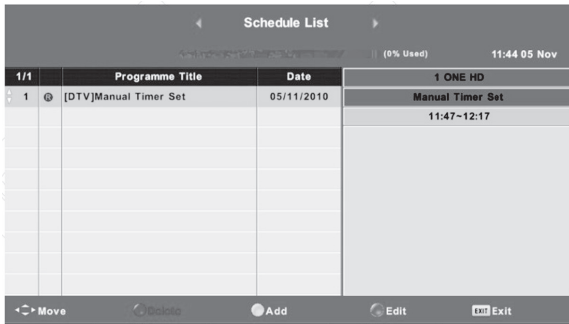 Schedule List
(0% Used) 11:44 05 Nov
1/1 Programme Title Date 1 ONE HD
1 R [DTV]Manual Timer Set 05/11/2010 Manual Timer Set
11:47~12:17
Move Delete Add Edit EXIT Exit